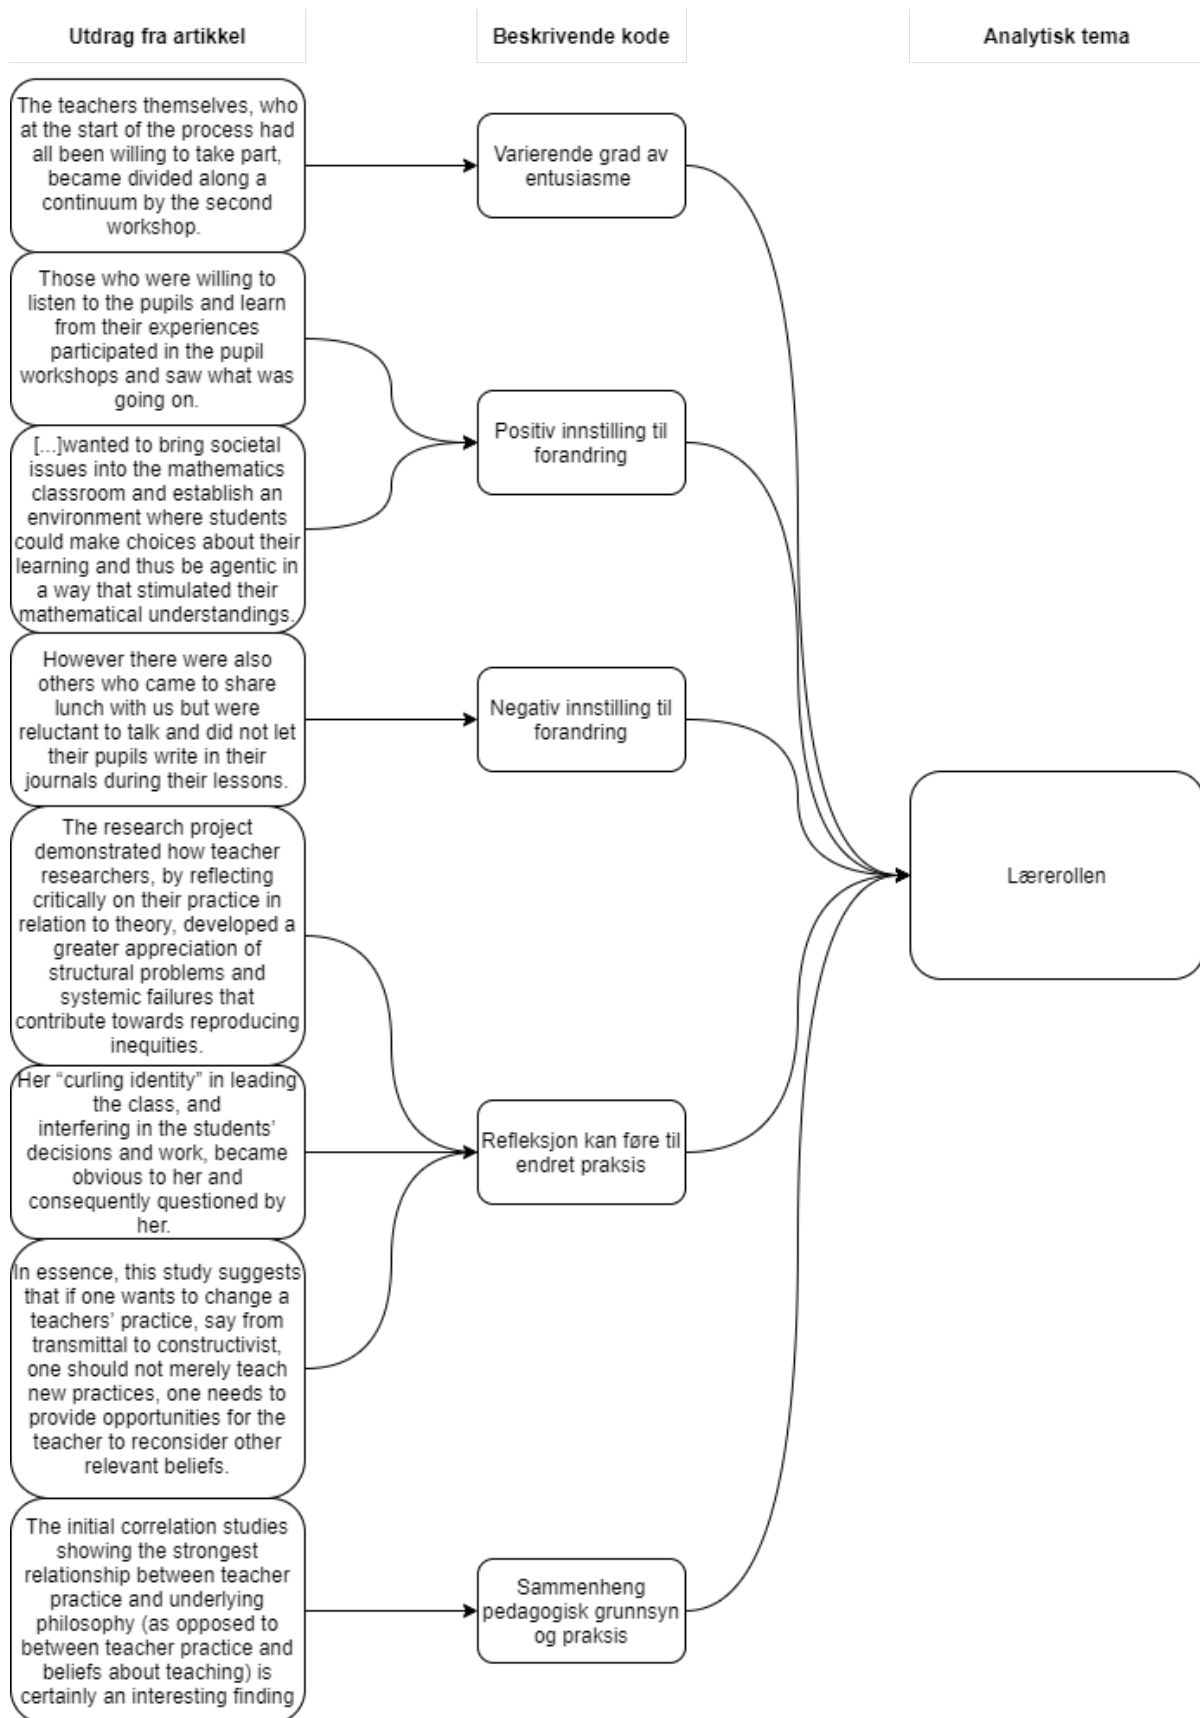 Utdrag fra artikkel
Beskrivende kode
Analytisk tema
The teachers themselves, who
at the start of the process had
all been willing to take part,
became divided along a
continuum by the second
workshop.
Varierende grad av
entusiasme
Those who were willing to
listen to the pupils and learn
from their experiences
participated in the pupil
workshops and saw what was
going on.
[...]wanted to bring societal
issues into the mathematics
classroom and establish an
environment where students
could make choices about their
learning and thus be agentic in
a way that stimulated their
mathematical understandings.
Positiv innstilling til
forandring
However there were also
others who came to share
lunch with us but were
reluctant to talk and did not let
their pupils write in their
journals during their lessons.
Negativ innstilling til
forandring
The research project
demonstrated how teacher
researchers, by reflecting
critically on their practice in
relation to theory, developed a
greater appreciation of
structural problems and
systemic failures that
contribute towards reproducing
inequities.
Her “curling identity” in leading
the class, and
interfering in the students’
decisions and work, became
obvious to her and
consequently questioned by
her.
In essence, this study suggests
that if one wants to change a
teachers’ practice, say from
transmittal to constructivist,
one should not merely teach
new practices, one needs to
provide opportunities for the
teacher to reconsider other
relevant beliefs.
Refleksjon kan føre til
endret praksis
The initial correlation studies
showing the strongest
relationship between teacher
practice and underlying
philosophy (as opposed to
between teacher practice and
beliefs about teaching) is
certainly an interesting finding
Sammenheng
pedagogisk grunnsyn
og praksis
Lærerollen